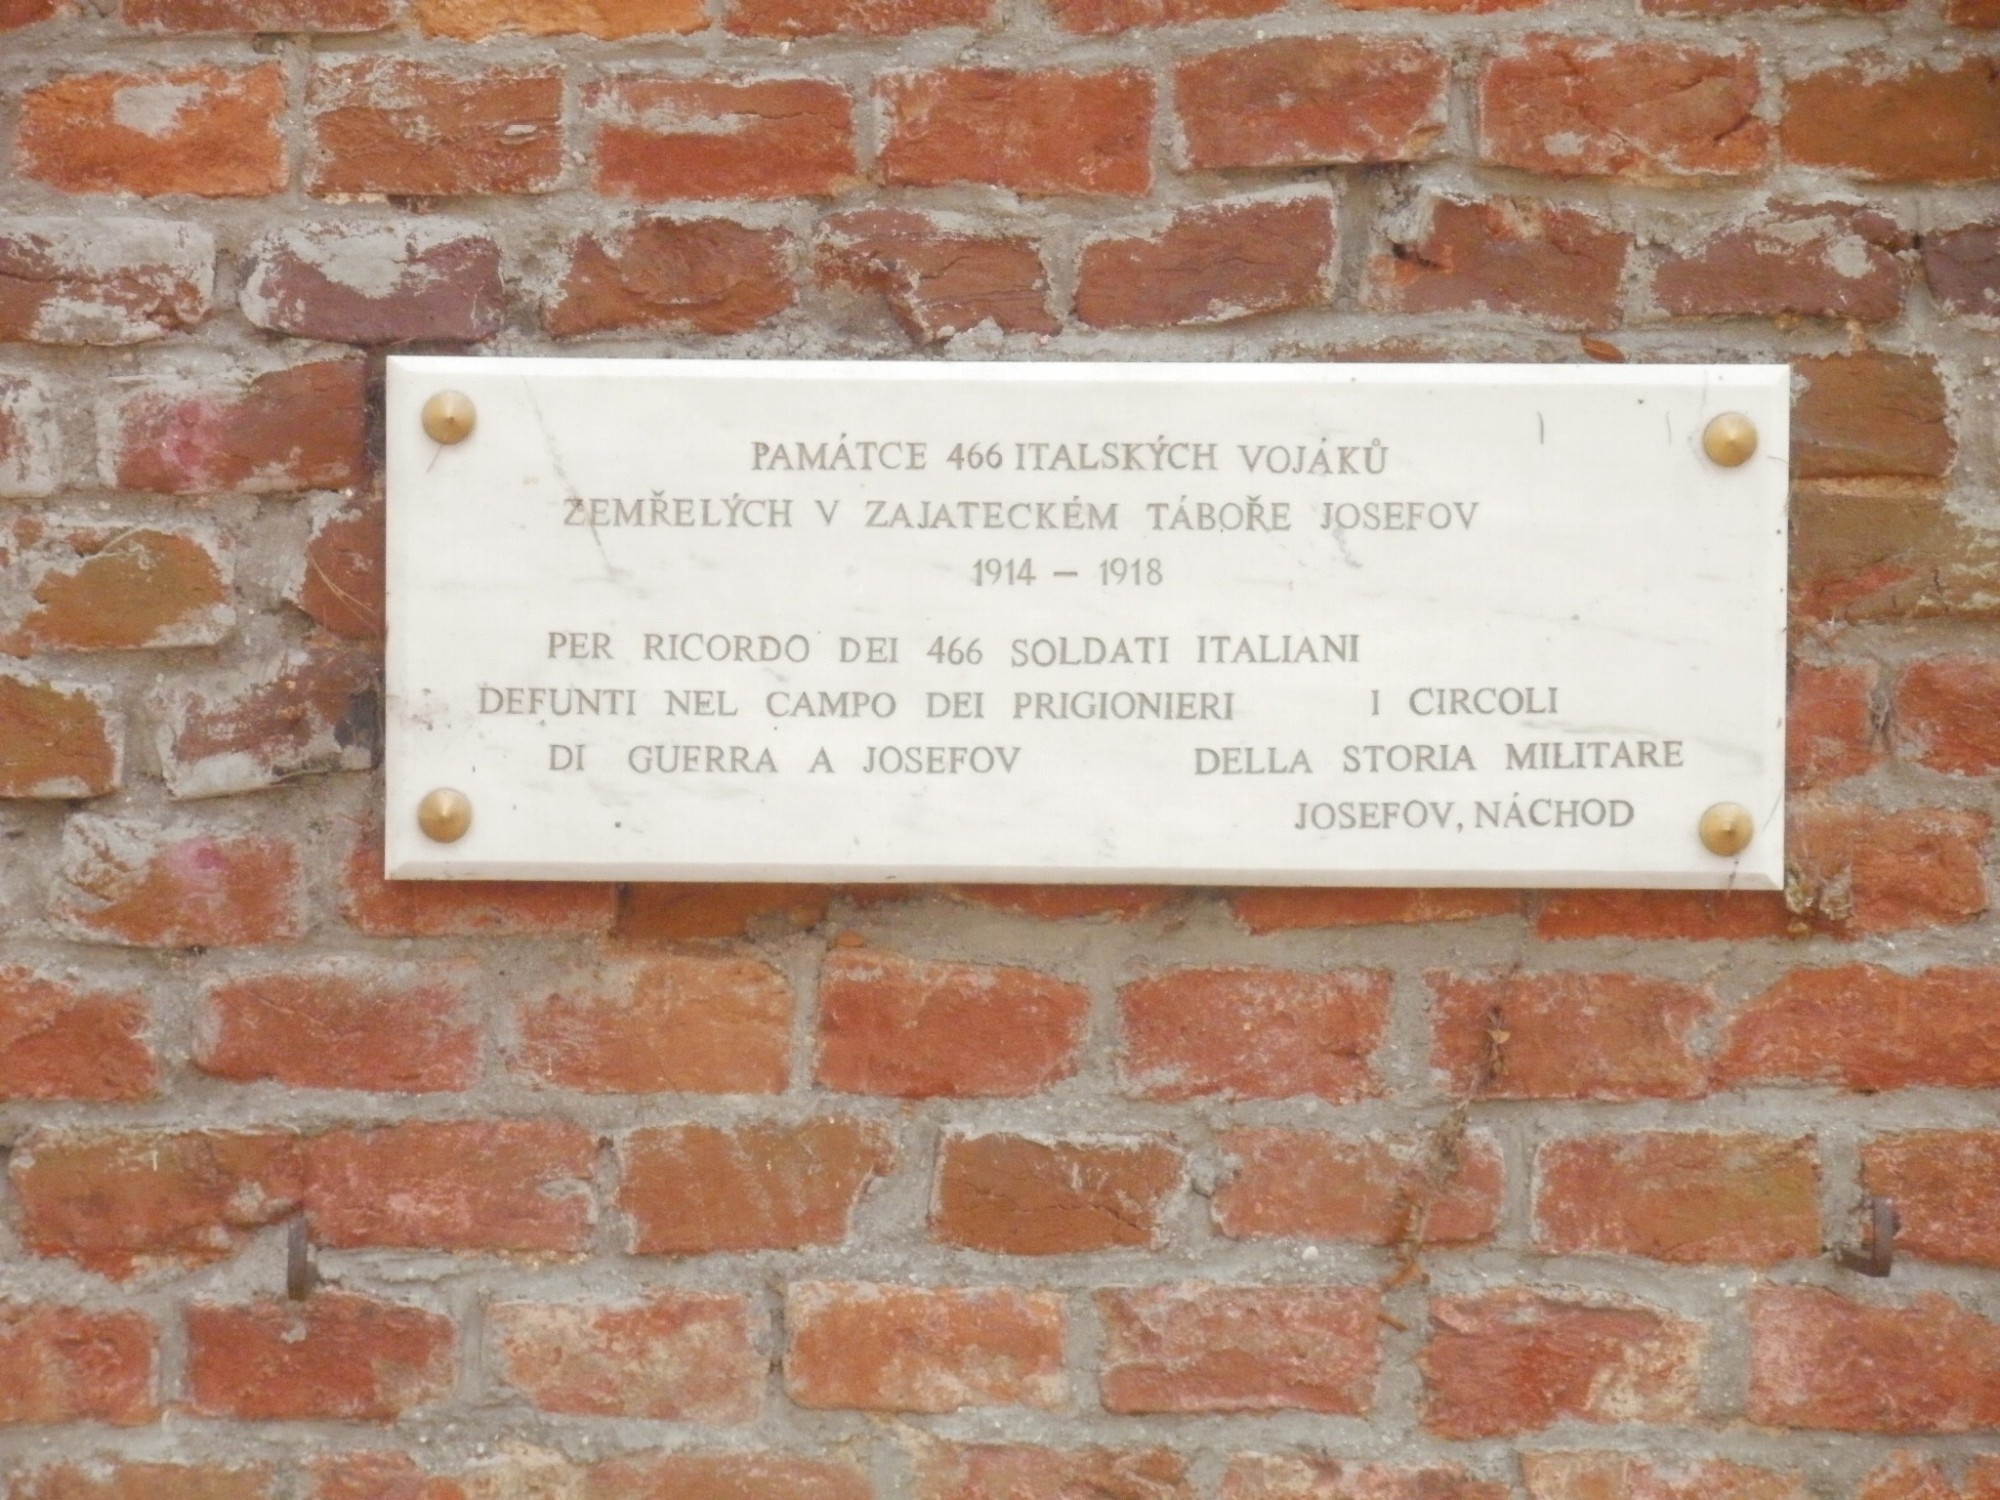 PAMÁTCE 466 ITALSKÝCH VOJÁKŮ
ZEMŘELÝCH V ZAJATECKÉM TÁBOŘE JOSEFOV
1914 – 1918
PER RICORDO DEI 466 SOLDATI ITALIANI
DEFUNTI NEL CAMPO DEI PRIGIONIERI
DI GUERRA A JOSEFOV
I CIRCOLI
DELLA STORIA MILITARE
JOSEFOV, NÁCHOD